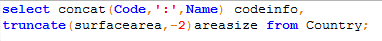 select concat(Code,':',Name) codeinfo,
truncate(surfacearea,-2)areasize from Country;